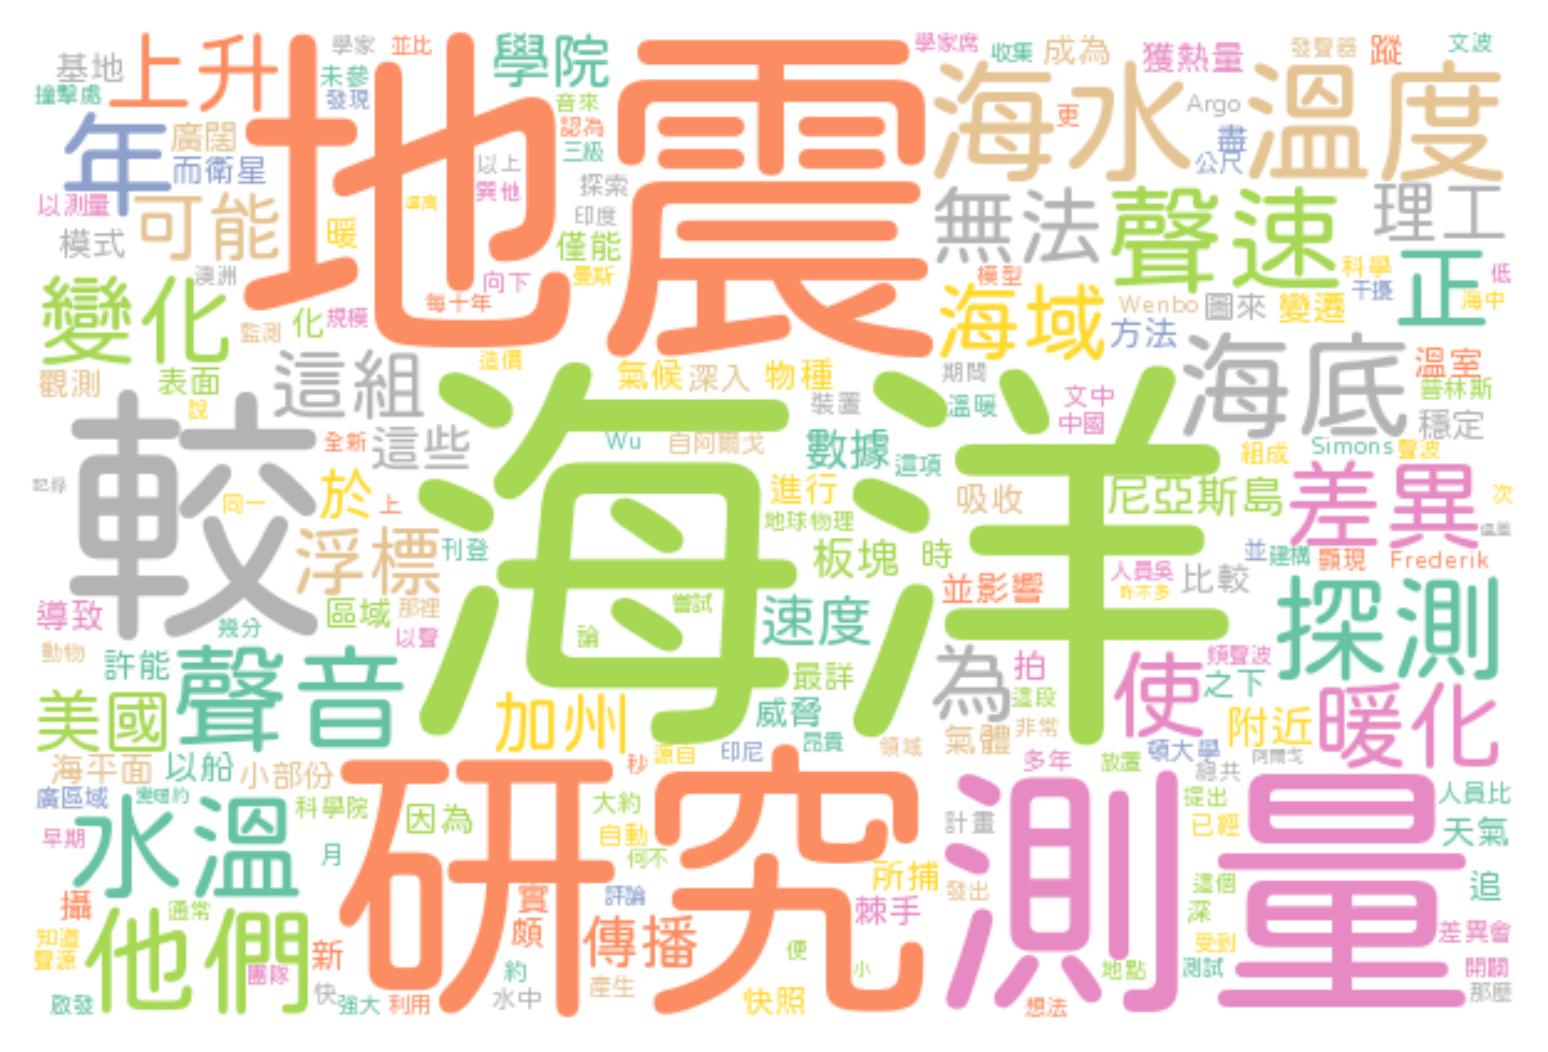 基地
上升
學家
並比
學院
學家席
收集
成為
獲熱量
發聲器
蹤
文波
撞擊處
未參
發現
地震
音來
認為
三級
海水溫度
更
Argo
盡
公尺
年
廣闊
而衛星
以上
巽他
探索
印度
以測量
可能
模式
暖
溫高
僅能
無法
聲速
理工
澳洲
向下
曼斯
模型
科學
干擾
正
低
海中
變化
監測
化
規模
每十年
海域
Wenbo
圖來
變遷
方法
觀測
表面
這組
造價
氣候
深入
物種
期間
海底
溫室
普林斯
說
裝置
溫暖
文中
中國
穩定
較
全新
這些
Wu
自阿爾戈
數據
這項
海洋
組成
Simons
聲波
記錄
同一
於
上
進行
地球物理
吸收
尼亞斯島
差異
次
溫差
浮標
刊登
板塊
時
並
建構
顯現
Frederik
導致
區域
那裡
以聲
幾分
嘗試
論
速度
並影響
人員吳
許不多
比較
探測
動物
許能
聲音
最詳
為
拍
這段
使
頻聲波
之下
美國
加州
威脅
昂貴
領域
氣體
非常
附近
暖化
海平面
以船
小部份
源自
印尼
秒
多年
放置
頓大學
總共
阿爾戈
廣區域
早期
水溫
科學院
因為
月
研究
大約
自動
何不
計畫
測量
提出
已經
人員比
天氣
攝
通常
實
頗
評論
所捕
棘手
發出
這個
深
追
知道
聲源
他們
團隊
新
傳播
便
小
受到
差異會
啟發
快
強大
利用
約
水中
產生
快照
想法
地點
測試
開闢
那麼